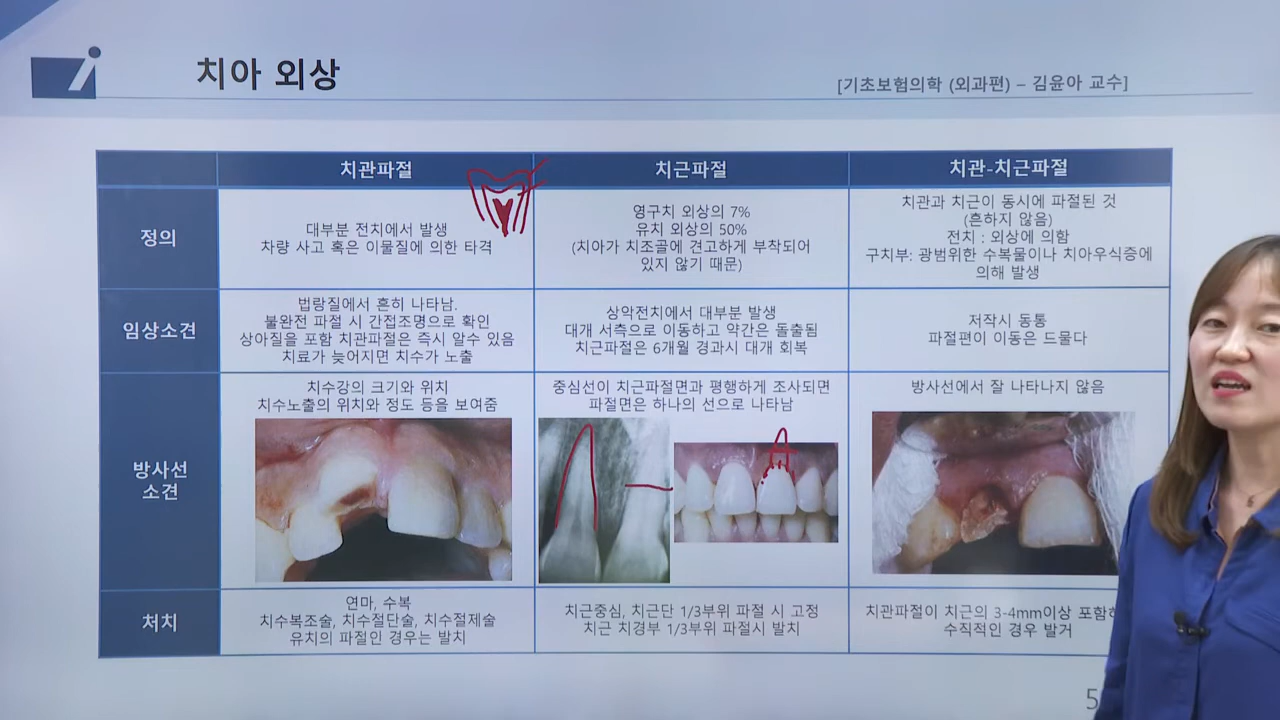 치아 외상
[기초보험의학 (외과편) – 김윤아 교수]
치관파절
치근파절
치관-치근파절
정의
대부분 전치에서 발생
차량 사고 혹은 이물질에 의한 타격
영구치 외상의 7%
유치 외상의 50%
(치아가 치조골에 견고하게 부착되어
있지 않기 때문)
치관과 치근이 동시에 파절된 것
(흔하지 않음)
전치 : 외상에 의함
구치부: 광범위한 수복물이나 치아우식증에
의해 발생
임상소견
법랑질에서 흔히 나타남.
불완전 파절 시 간접조명으로 확인
상아질을 포함 치관파절은 즉시 알수 있음
치료가 늦어지면 치수가 노출
상악전치에서 대부분 발생
대개 서측으로 이동하고 약간은 돌출됨
치근파절은 6개월 경과시 대개 회복
저작시 동통
파절편이 이동은 드물다
방사선
소견
치수강의 크기와 위치
치수노출의 위치와 정도 등을 보여줌
중심선이 치근파절면과 평행하게 조사되면
파절면은 하나의 선으로 나타남
방사선에서 잘 나타나지 않음
처치
연마, 수복
치수복조술, 치수절단술, 치수절제술
유치의 파절인 경우는 발치
치근중심, 치근단 1/3부위 파절 시 고정
치근 치경부 1/3부위 파절시 발치
치관파절이 치근의 3-4mm이상 포함
수직적인 경우 발거
5